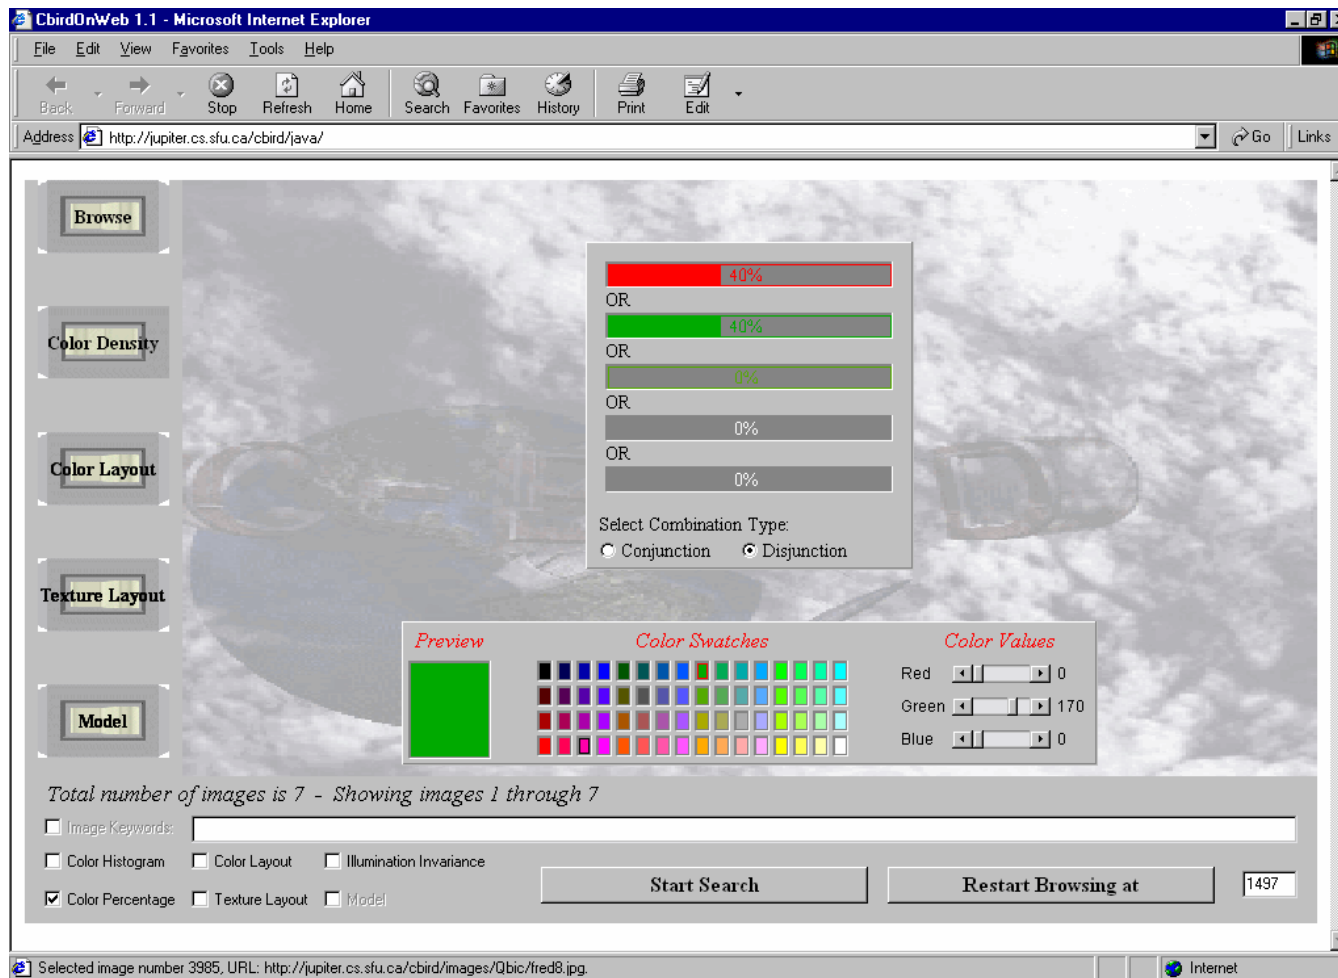 CbirdOnWeb 1.1 - Microsoft Internet Explorer
File Edit View Favorites Tools Help
Back Forward Stop Refresh Home Search Favorites History Print Edit
Address http://jupiter.cs.sfu.ca/cbird/java/ Go Links
Browse
Color Density
Color Layout
Texture Layout
Model
40%
OR
40%
OR
0%
OR
0%
OR
0%
Select Combination Type:
Conjunction Disjunction
Preview Color Swatches Color Values
Red 0
Green 170
Blue 0
Total number of images is 7 - Showing images 1 through 7
Image Keywords:
Color Histogram Color Layout Illumination Invariance
Color Percentage Texture Layout Model
Start Search Restart Browsing at 1497
Selected image number 3985, URL: http://jupiter.cs.sfu.ca/cbird/images/Qbic/fred8.jpg. Internet